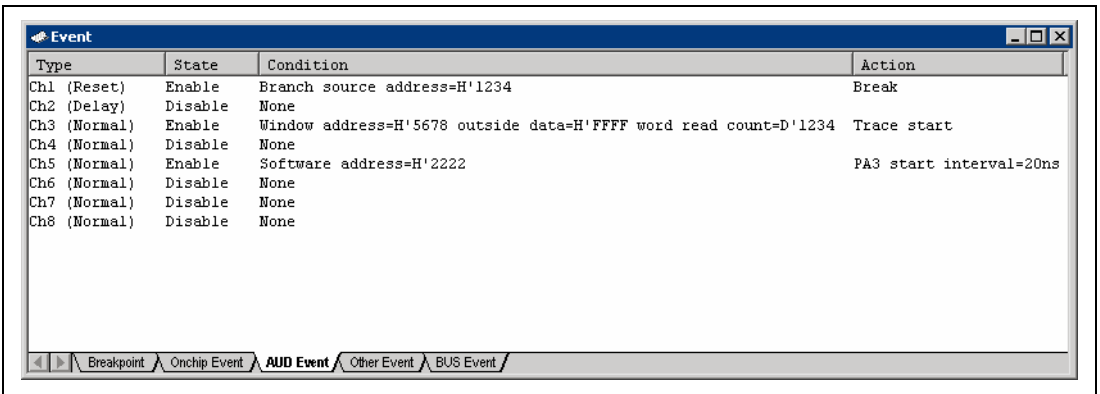 Event
Type State Condition Action
Ch1 (Reset) Enable Branch source address=H'1234 Break
Ch2 (Delay) Disable None
Ch3 (Normal) Enable Window address=H'5678 outside data=H'FFFF word read count=D'1234 Trace start
Ch4 (Normal) Disable None
Ch5 (Normal) Enable Software address=H'2222 PA3 start interval=20ns
Ch6 (Normal) Disable None
Ch7 (Normal) Disable None
Ch8 (Normal) Disable None
Breakpoint Onchip Event AUD Event Other Event BUS Event